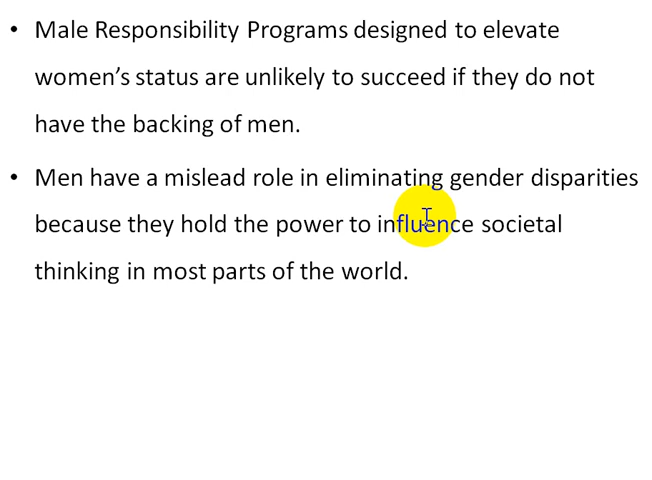 • Male Responsibility Programs designed to elevate
women’s status are unlikely to succeed if they do not
have the backing of men.
• Men have a mislead role in eliminating gender disparities
because they hold the power to influence societal
thinking in most parts of the world.